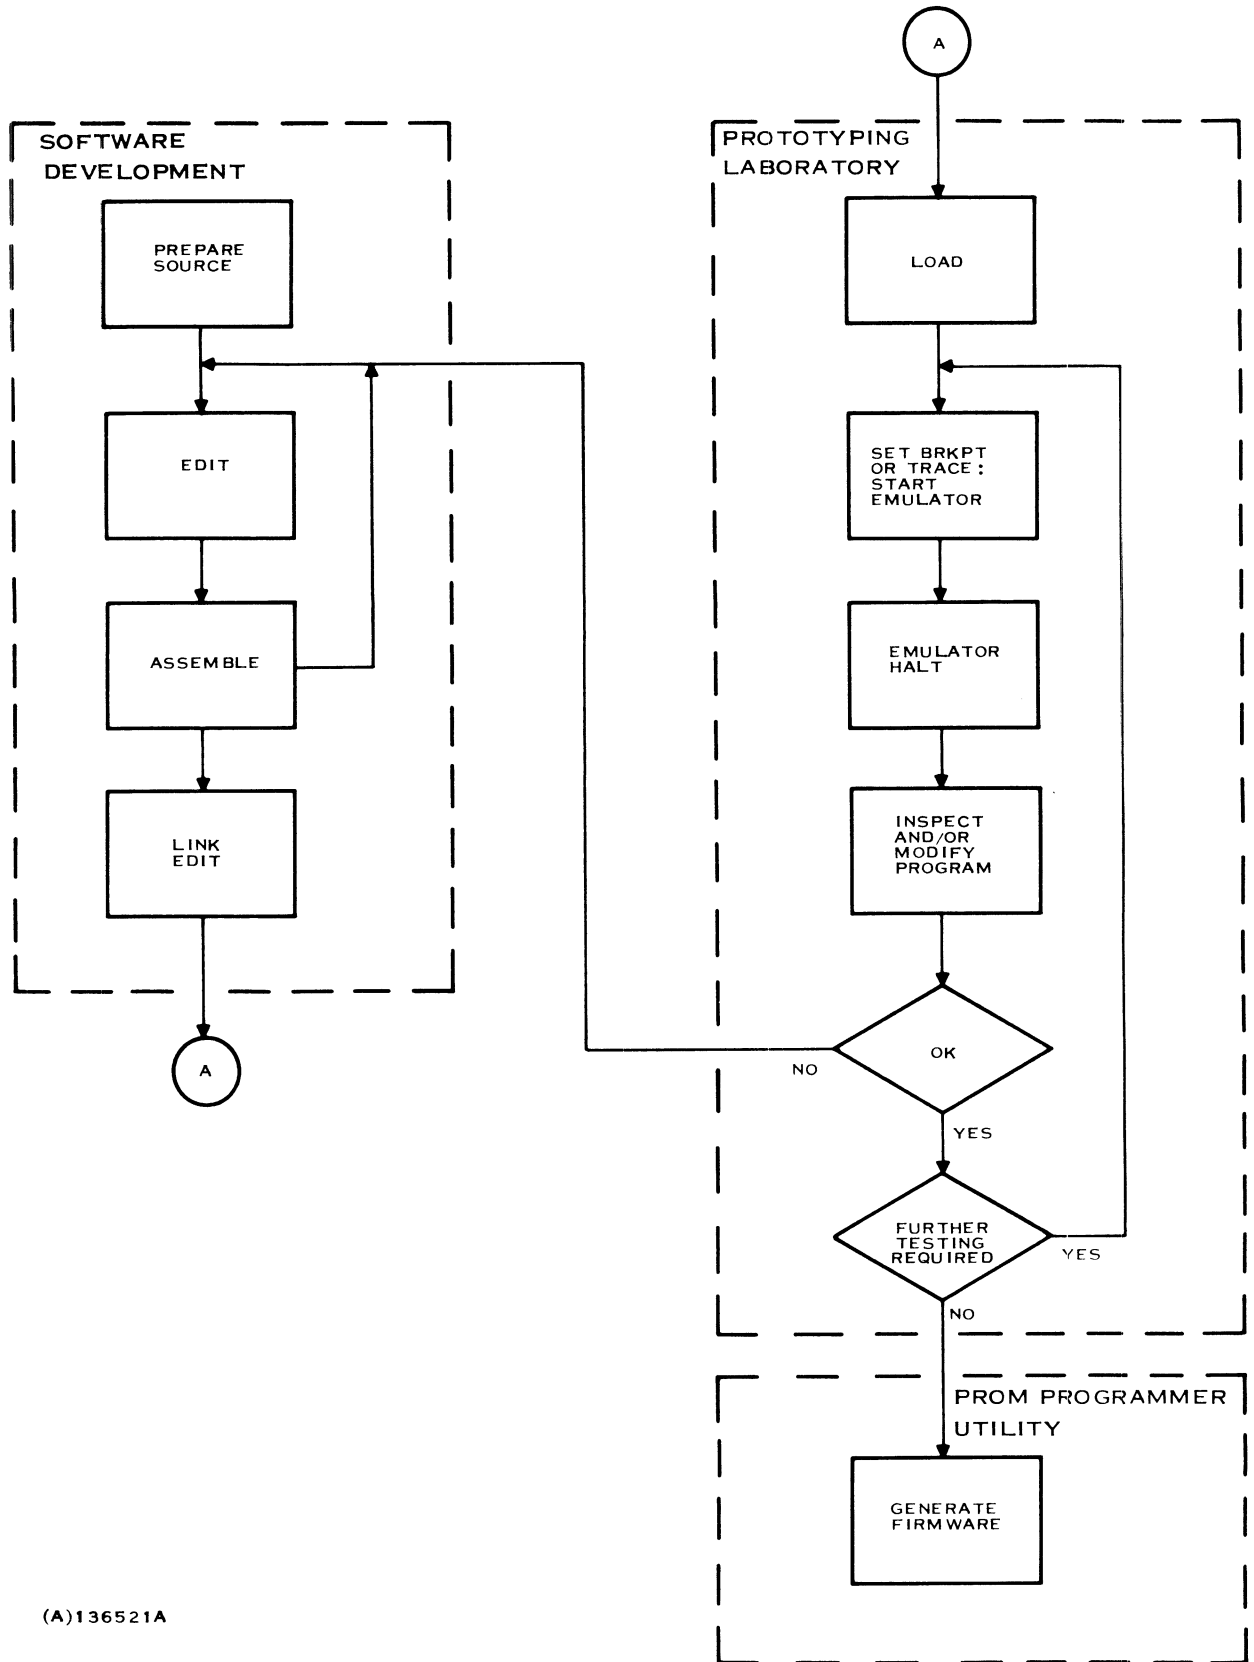 SOFTWARE
DEVELOPMENT
PREPARE
SOURCE
EDIT
ASSEMBLE
LINK
EDIT
A
A
PROTOTYPING
LABORATORY
LOAD
SET BRKPT
OR TRACE:
START
EMULATOR
EMULATOR
HALT
INSPECT
AND/OR
MODIFY
PROGRAM
OK
NO
YES
FURTHER
TESTING
REQUIRED
YES
NO
PROM PROGRAMMER
UTILITY
GENERATE
FIRMWARE
(A)136521A